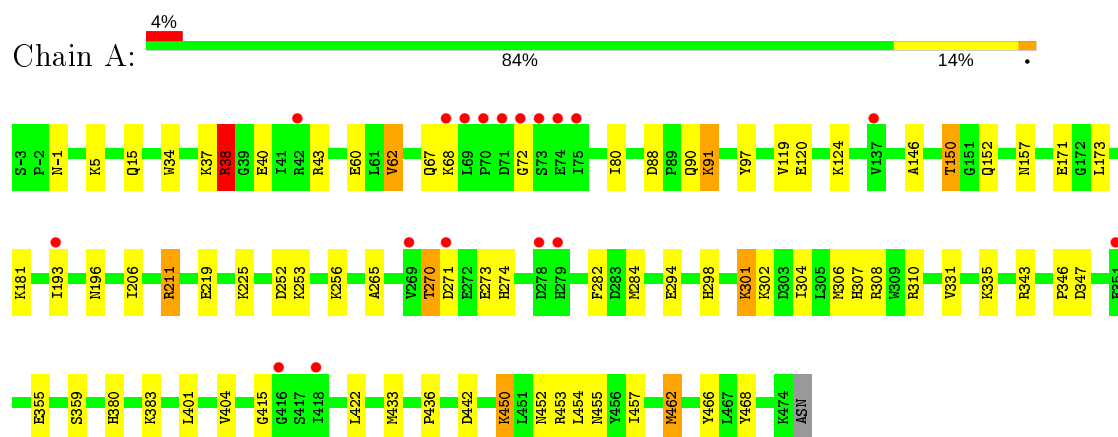 4%
Chain A:
84% 14% •
S-3 P-2 N-1 K5 Q15 W34 K37 R38 G39 E40 I41 R42 R43 E60 L61 V62 Q67 K68 L69 P70 D71 G72 S73 E74 I75 I80 D88 P89 Q90 K91 Y97 V119 E120 K124 V137 A146 T150 G151 Q152 N157 E171 G172 L173
K181 I193 N196 I206 R211 E219 K225 D252 K253 K256 A265 V269 T270 D271 E272 E273 H274 D278 H279 F282 D283 M284 E294 H298 K301 K302 D303 I304 L305 M306 H307 R308 W309 R310 V331 K335 R343 P346 D347 E351
E355 S359 H380 K383 L401 V404 G415 G416 S417 I418 L422 M433 P436 D442 K450 L451 N452 R453 L454 N455 Y456 I457 M462 Y466 L467 Y468 K474 ASN